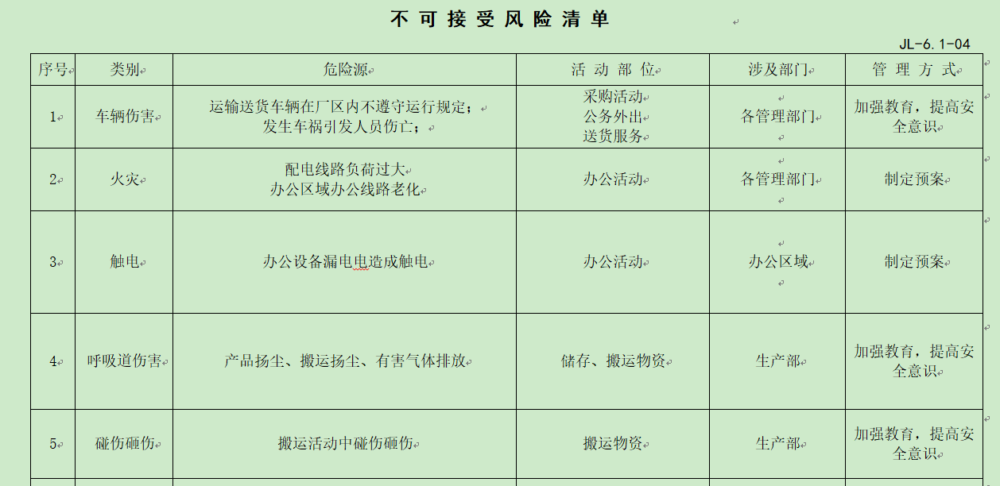 不可接受风险清单
JL-6.1-04
序号 类别 危险源 活动部位 涉及部门 管理方式
1 车辆伤害 运输送货车辆在厂区内不遵守运行规定；
发生车祸引发人员伤亡； 采购活动
公务外出
送货服务 各管理部门 加强教育，提高安
全意识
2 火灾 配电线路负荷过大
办公区域办公线路老化 办公活动 各管理部门 制定预案
3 触电 办公设备漏电电造成触电 办公活动 办公区域 制定预案
4 呼吸道伤害 产品扬尘、搬运扬尘、有害气体排放 储存、搬运物资 生产部 加强教育，提高安
全意识
5 碰伤砸伤 搬运活动中碰伤砸伤 搬运物资 生产部 加强教育，提高安
全意识